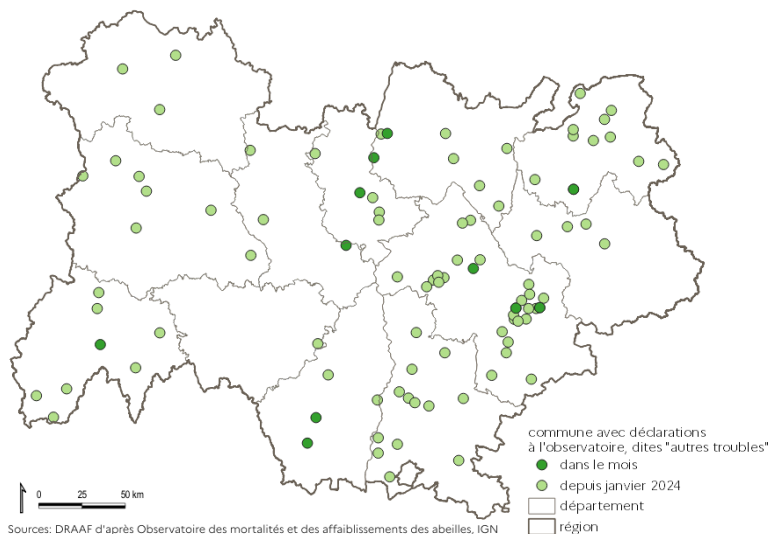 commune avec déclarations
à l'observatoire, dites "autres troubles"
dans le mois
depuis janvier 2024
département
région
0 25 50 km
Sources: DRAAF d'après Observatoire des mortalités et des affaiblissements des abeilles, IGN